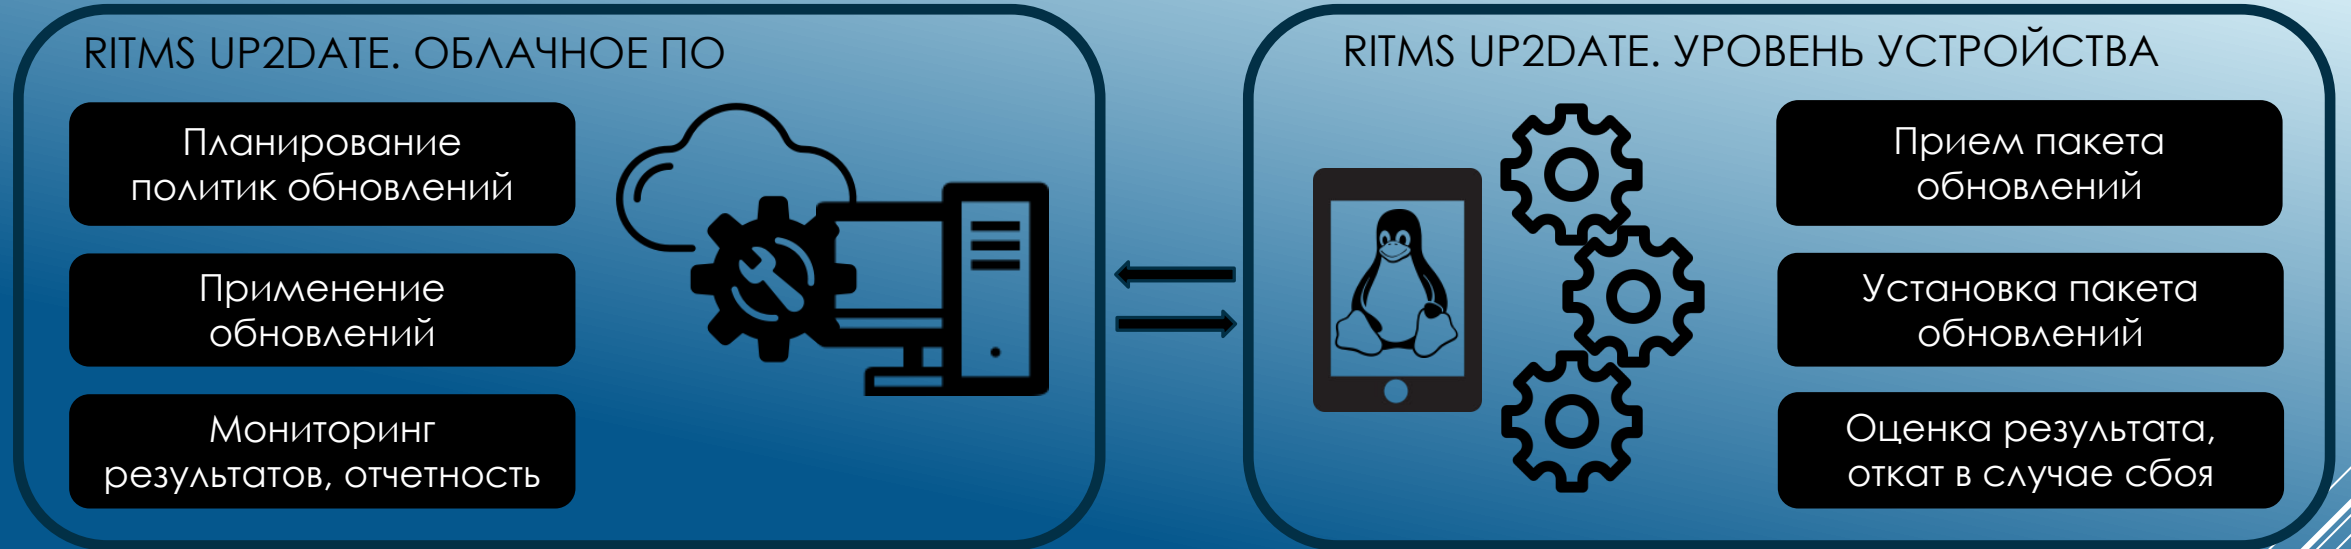 RITMS UP2DATE. ОБЛАЧНОЕ ПО
Планирование
политик обновлений
Применение
обновлений
Мониторинг
результатов, отчетность
RITMS UP2DATE. УРОВЕНЬ УСТРОЙСТВА
Прием пакета
обновлений
Установка пакета
обновлений
Оценка результата,
откат в случае сбоя